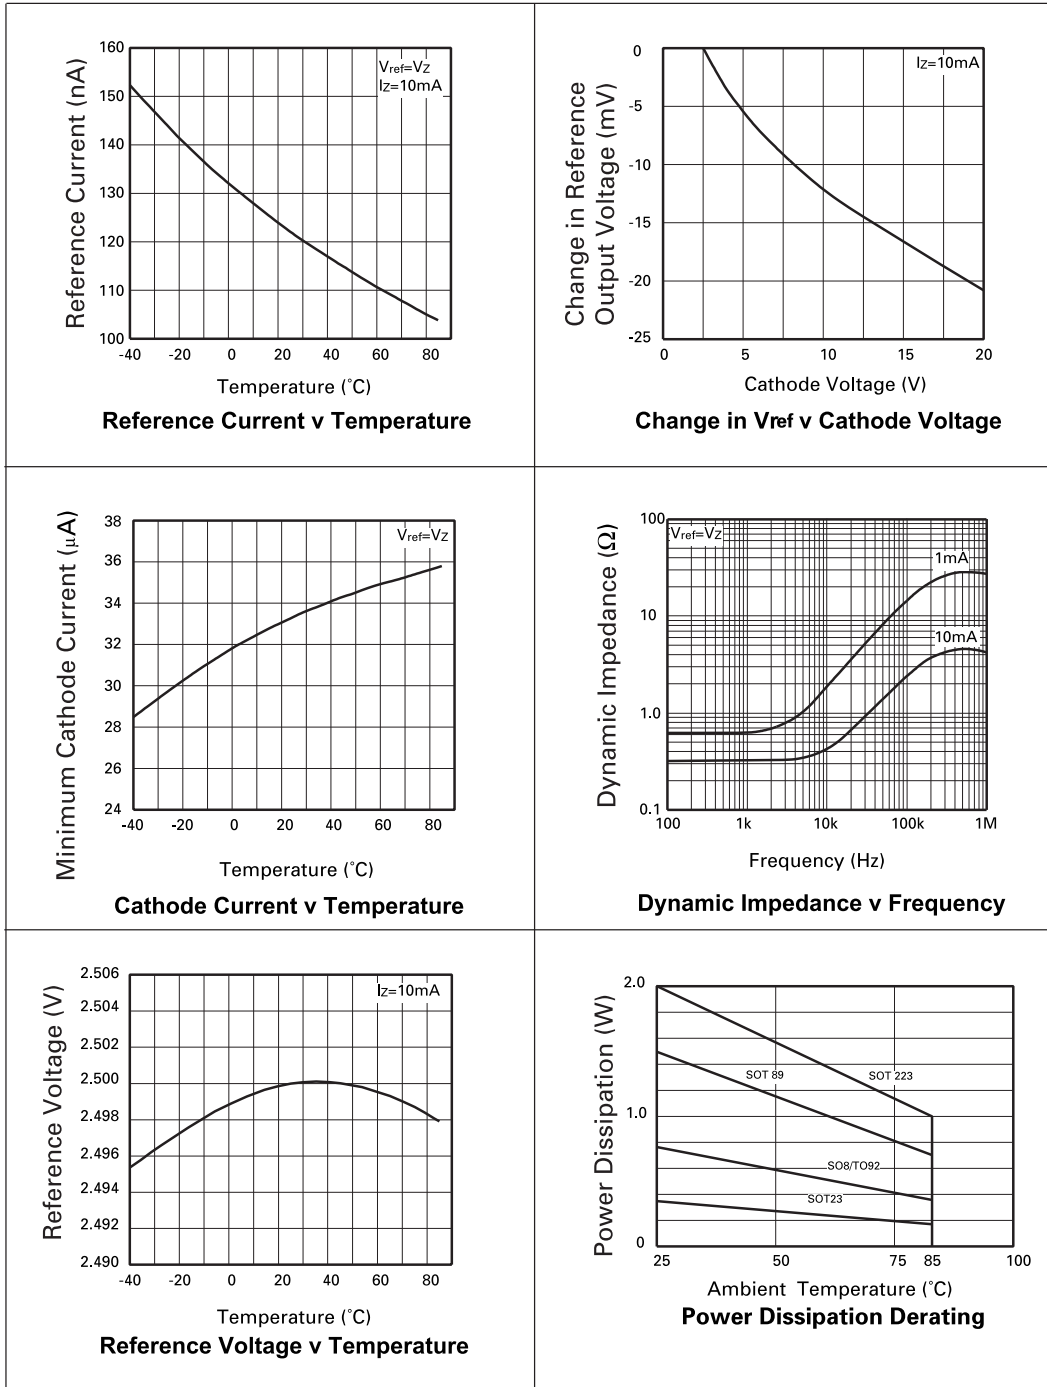 160
150
140
130
120
110
100
-40
-20
0
20
40
60
80
Vref=VZ
IZ=10mA
Reference Current (nA)
Temperature (°C)
Reference Current v Temperature
0
-5
-10
-15
-20
-25
0
5
10
15
20
IZ=10mA
Change in Reference
Output Voltage (mV)
Cathode Voltage (V)
Change in Vref v Cathode Voltage
38
36
34
32
30
28
26
24
-40
-20
0
20
40
60
80
Vref=VZ
Minimum Cathode Current (µA)
Temperature (°C)
Cathode Current v Temperature
100
10
1.0
0.1
100
1k
10k
100k
1M
Vref=VZ
1mA
10mA
Dynamic Impedance (Ω)
Frequency (Hz)
Dynamic Impedance v Frequency
2.506
2.504
2.502
2.500
2.498
2.496
2.494
2.492
2.490
-40
-20
0
20
40
60
80
IZ=10mA
Reference Voltage (V)
Temperature (°C)
Reference Voltage v Temperature
2.0
1.0
0
25
50
75
85
100
SOT 89
SOT 223
SO8/TO92
SOT23
Power Dissipation (W)
Ambient Temperature (°C)
Power Dissipation Derating